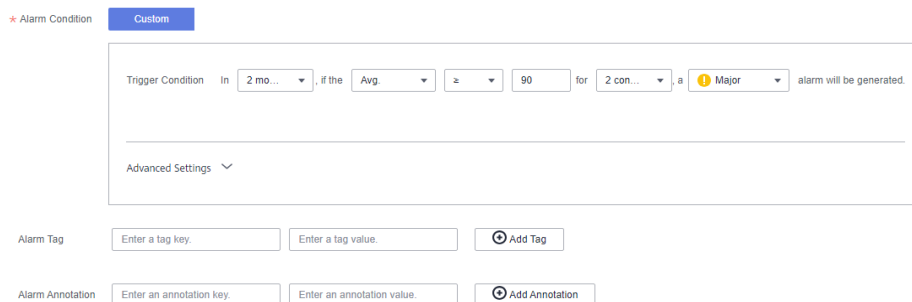 * Alarm Condition Custom
Trigger Condition In 2 mo... , if the Avg. ≥ 90 for 2 con... , a Major alarm will be generated.
Advanced Settings
Alarm Tag Enter a tag key. Enter a tag value. Add Tag
Alarm Annotation Enter an annotation key. Enter an annotation value. Add Annotation